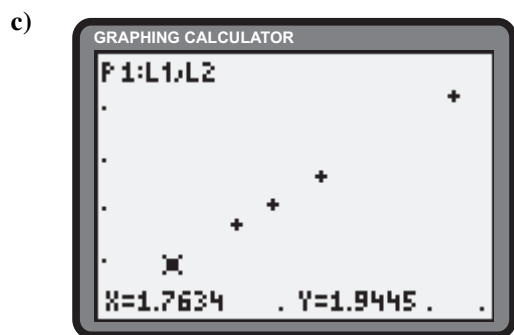 c)
GRAPHING CALCULATOR
P1:L1,L2
X=1.7634 Y=1.9445